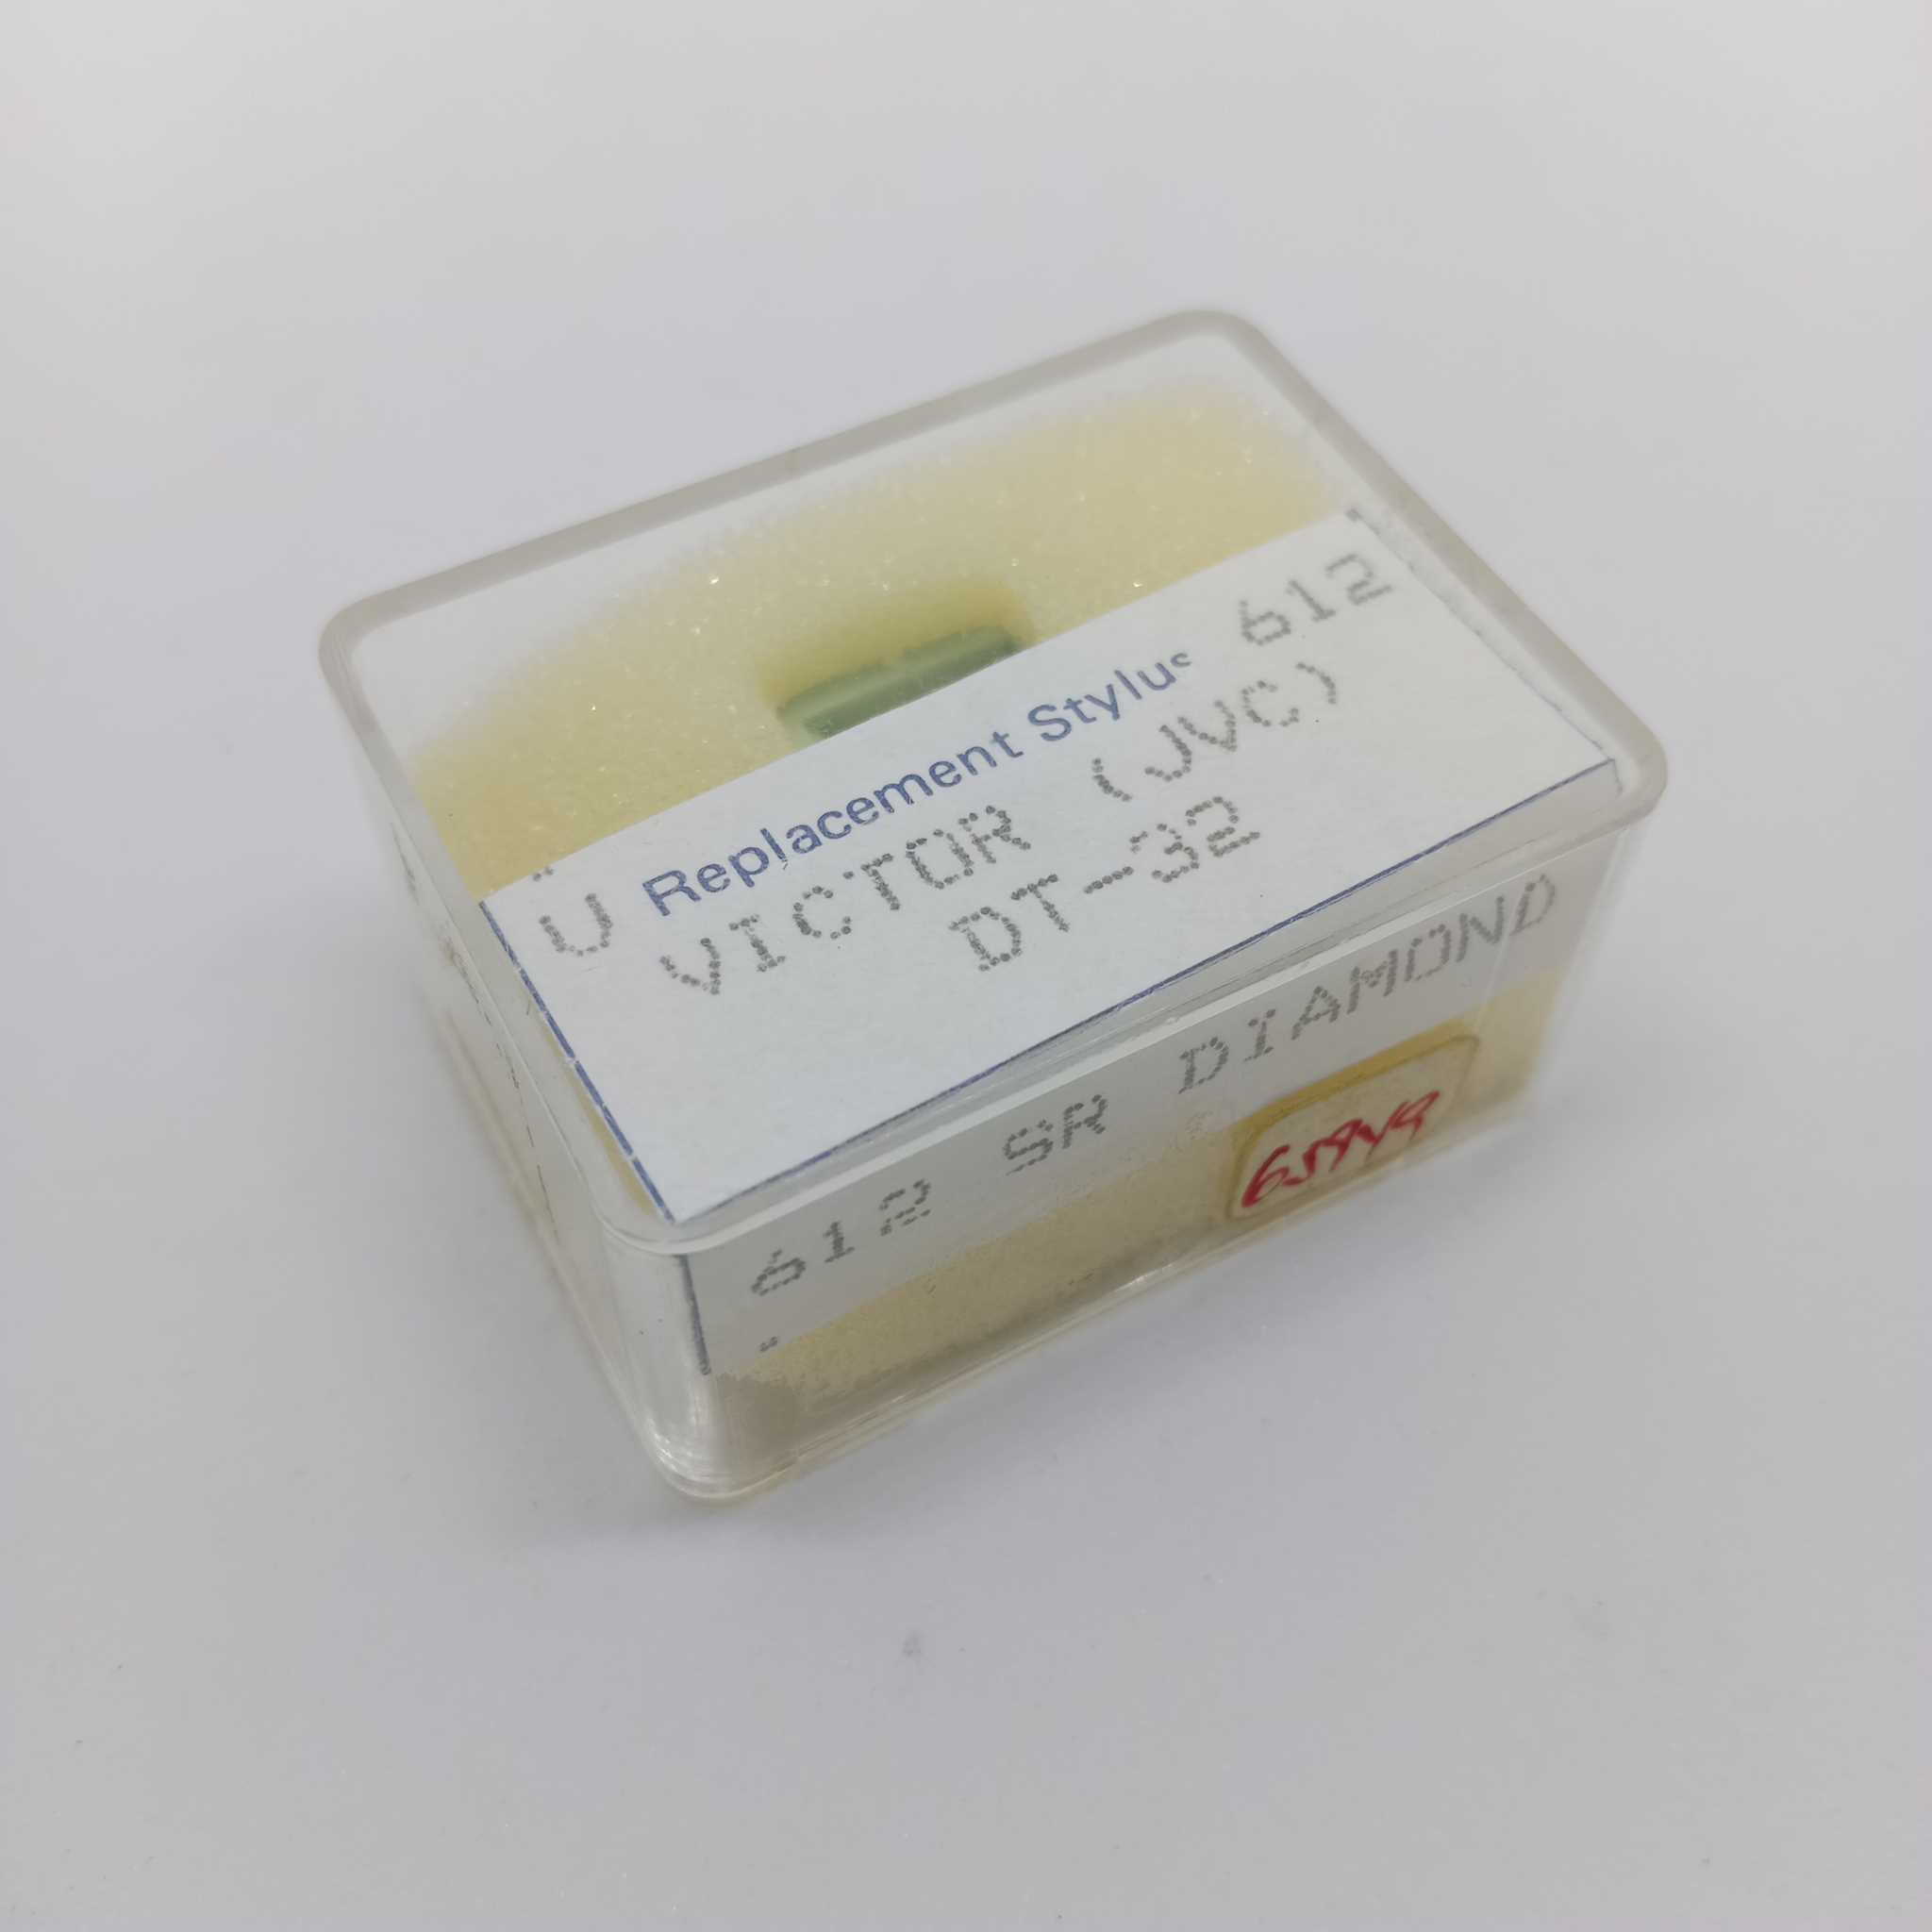 U Replacement Stylus 612
VICTOR (JVC)
DT-32
612 SR DIAMOND